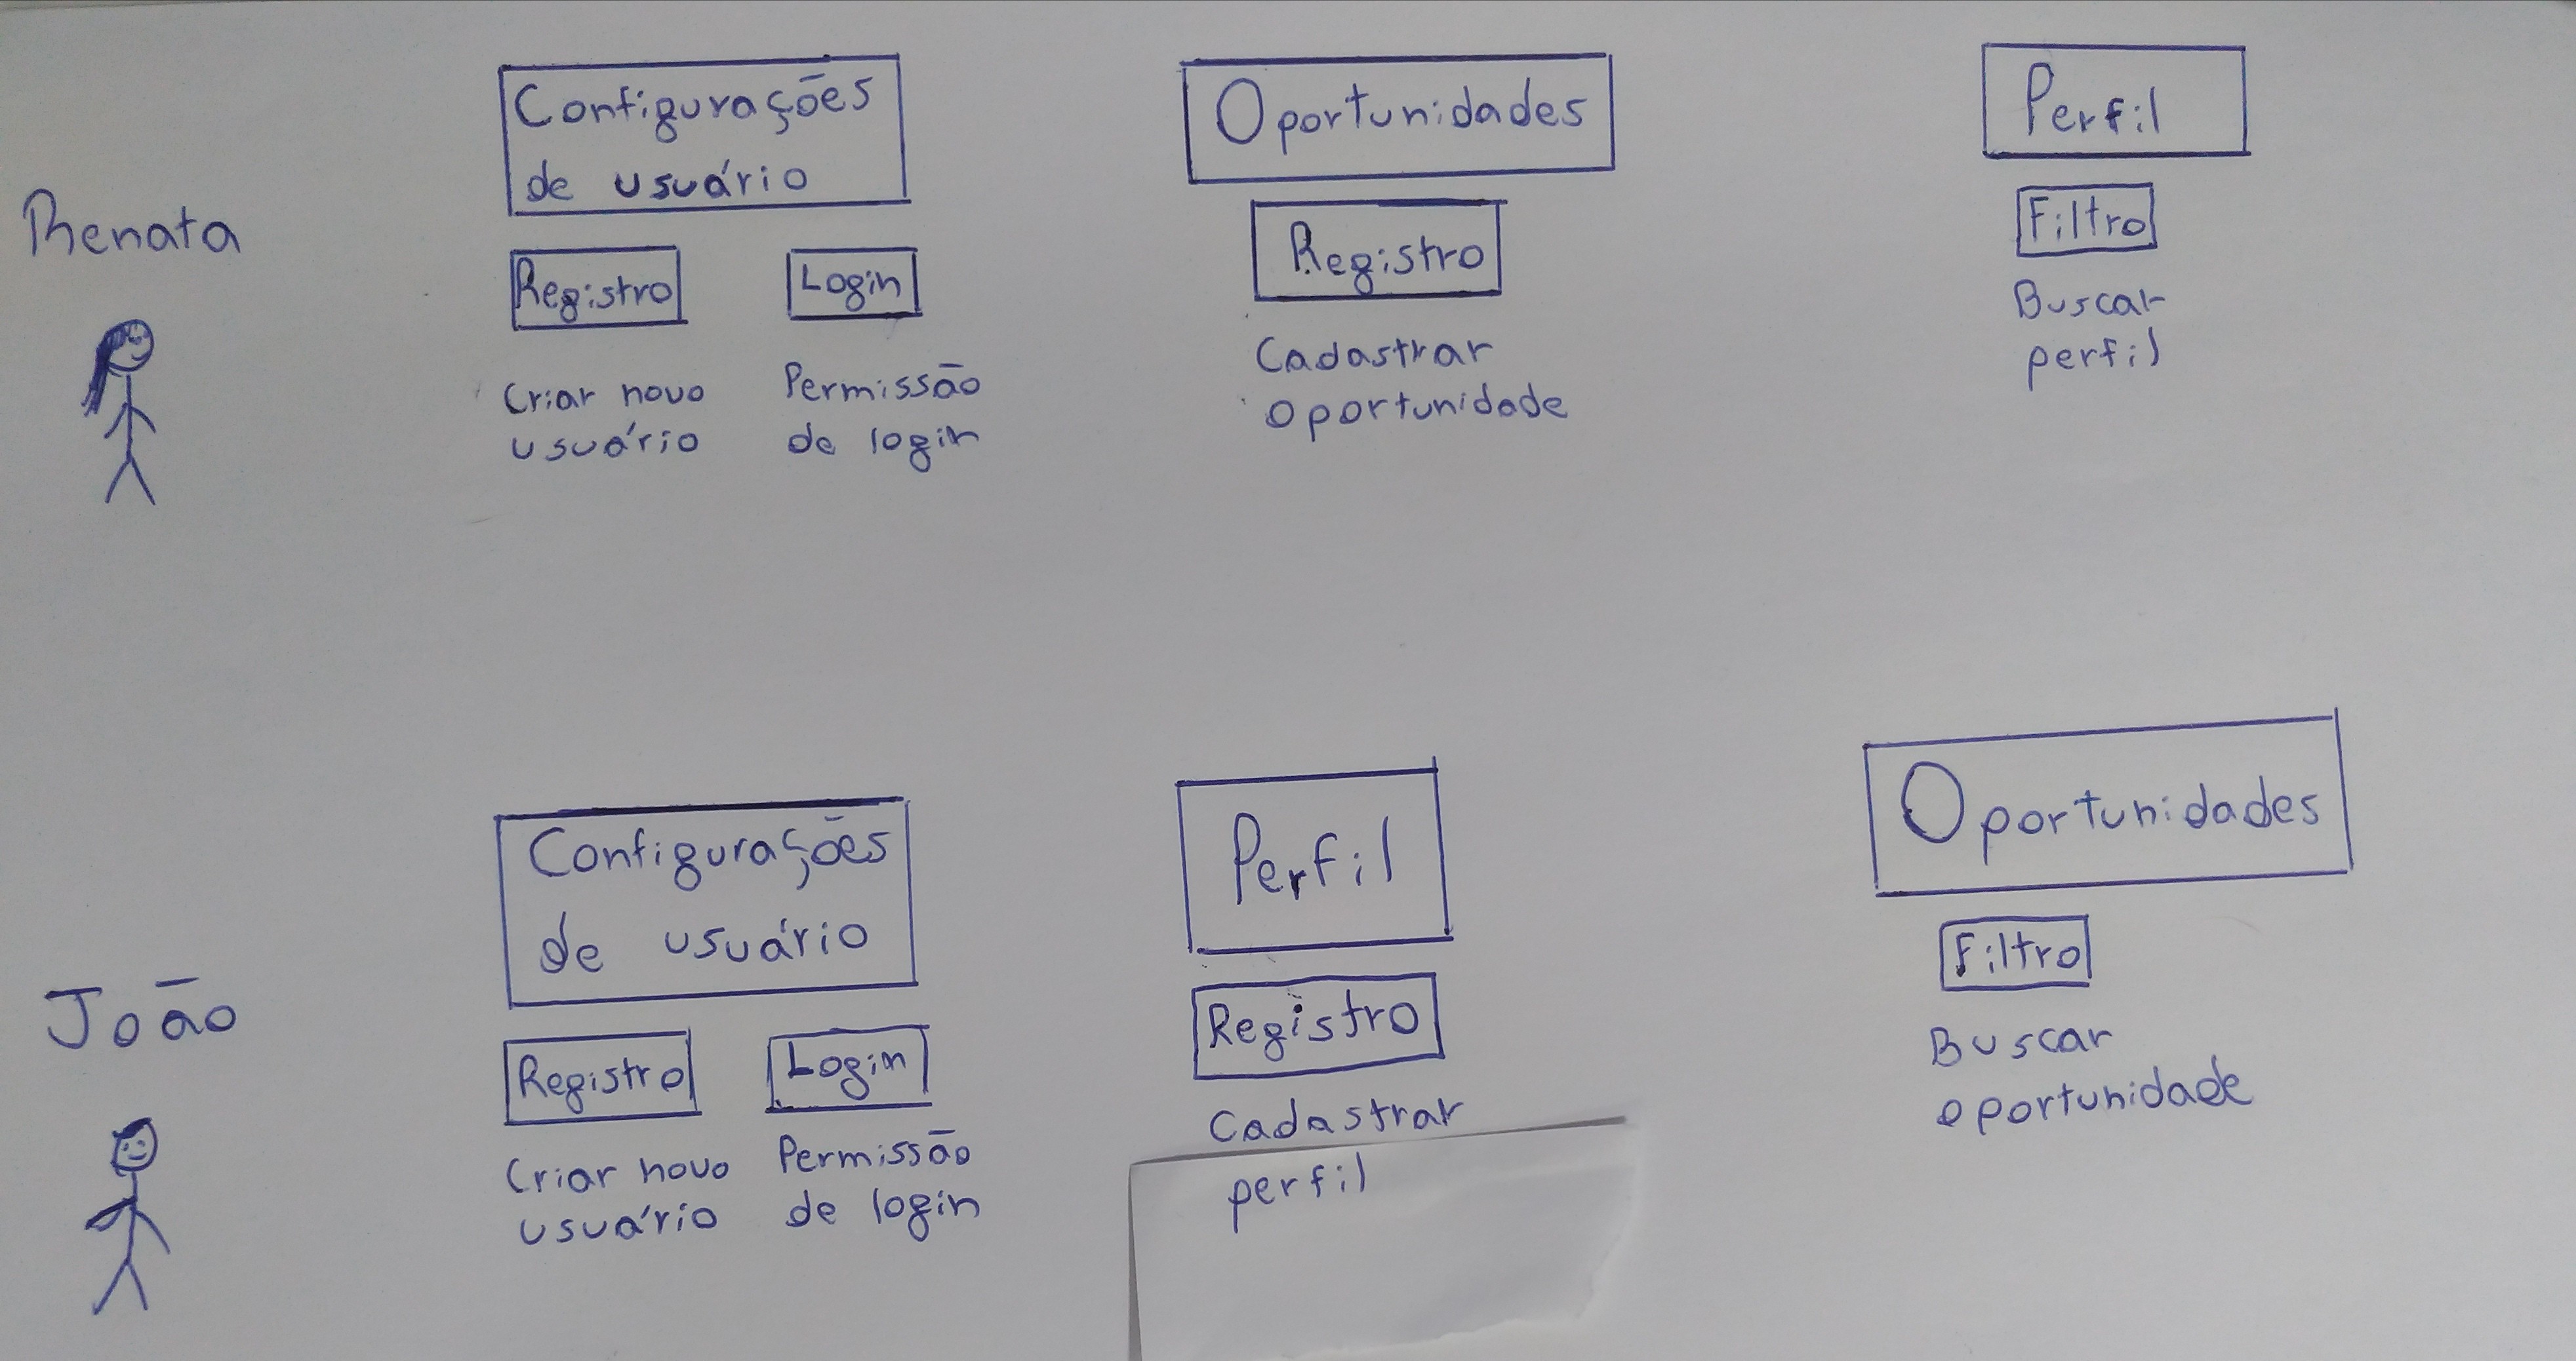 Renata
Configurações
de usuário
Registro
Login
Criar novo
usuário
Permissão
de login
Oportunidades
Registro
Cadastrar
oportunidade
Perfil
Filtro
Buscar
perfil
João
Configurações
de usuário
Registro
Login
Criar novo
usuário
Permissão
de login
Perfil
Registro
Cadastrar
perfil
Oportunidades
Filtro
Buscar
oportunidade